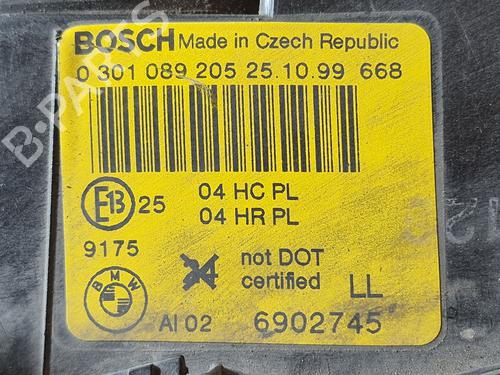 BOSCH Made in Czech Republic
0 301 089 205 25.10.99 668
E13 25 04 HC PL
04 HR PL
9175
24 not DOT
certified LL
BMW
AI 02 6902745
B-PARTS